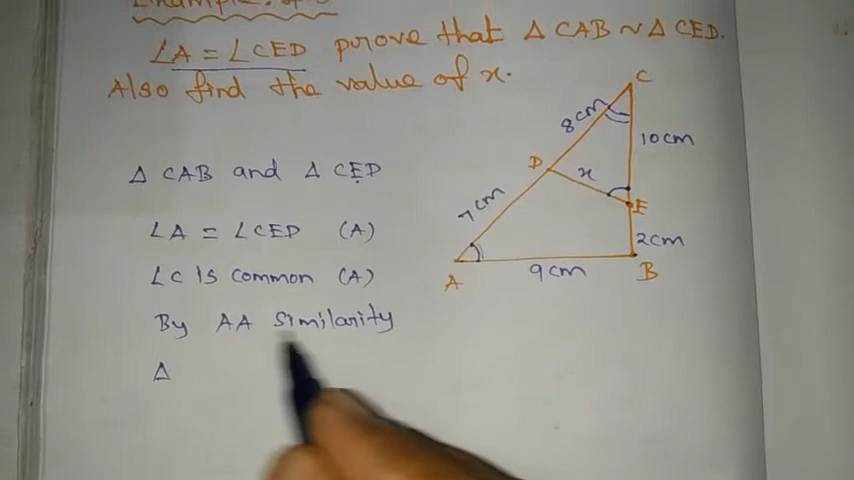 ∠A = ∠CED prove that Δ CAB ~ Δ CED.
Also find the value of x.
Δ CAB and Δ CED
∠A = ∠CED (A)
∠C is common (A)
By AA Similarity
Δ
C
8cm
10cm
D
x
7cm
E
2cm
A
9cm
B